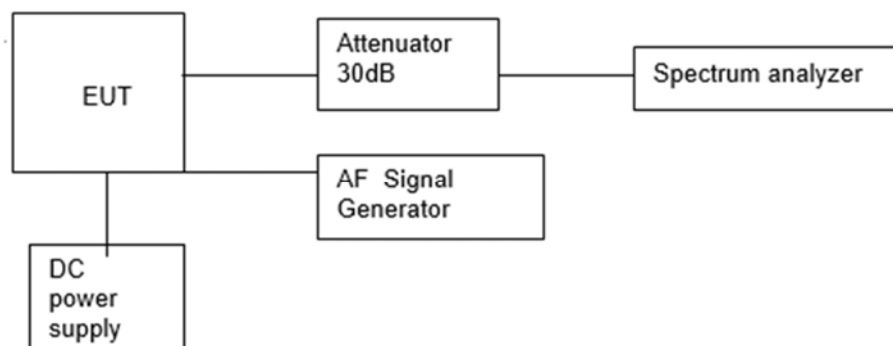 EUT
Attenuator
30dB
Spectrum analyzer
AF Signal
Generator
DC
power
supply